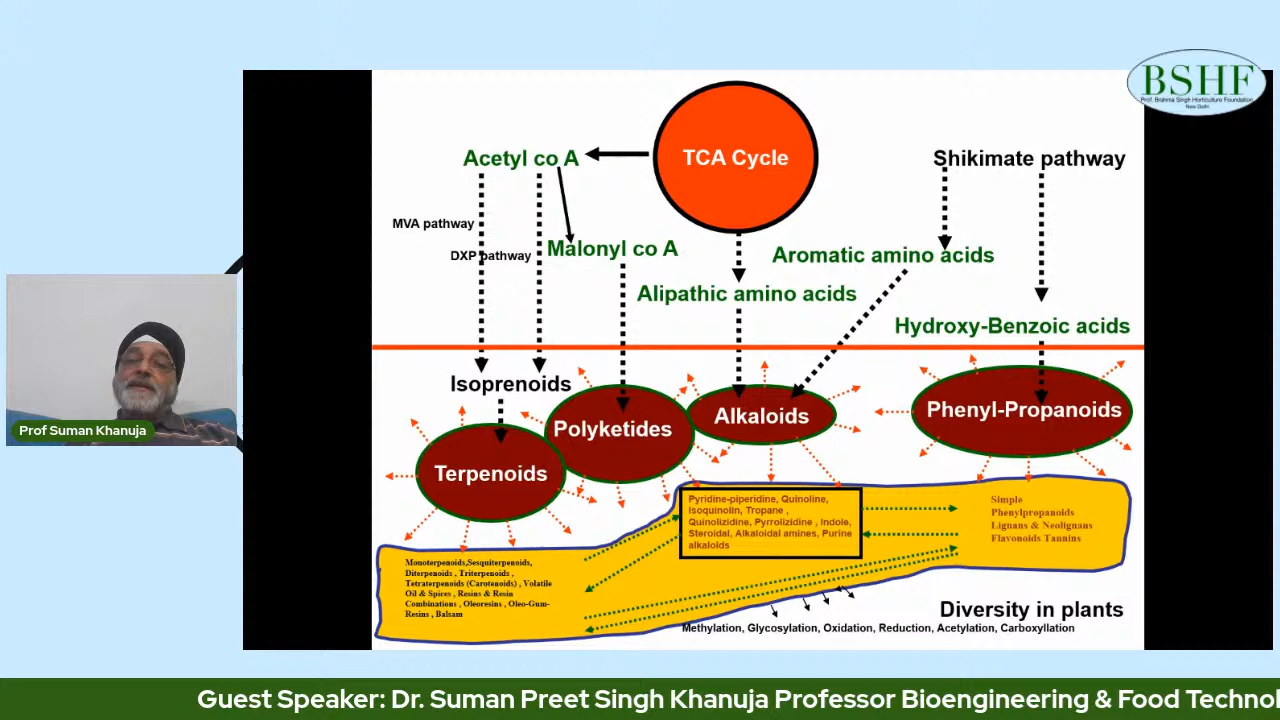 BSHF
Prof. Brahma Singh Horticulture Foundation
New Delhi
TCA Cycle
Acetyl co A
Shikimate pathway
MVA pathway
DXP pathway
Malonyl co A
Aromatic amino acids
Alipathic amino acids
Hydroxy-Benzoic acids
Isoprenoids
Terpenoids
Polyketides
Alkaloids
Phenyl-Propanoids
Prof Suman Khanuja
Pyridine-piperidine, Quinoline,
Isoquinolin, Tropane ,
Quinolizidine, Pyrrolizidine , Indole,
Steroidal, Alkaloidal amines, Purine
alkaloids
Simple
Phenylpropanoids
Lignans & Neolignans
Flavonoids Tannins
Monoterpenoids,Sesquiterpenoids,
Diterpenoids , Triterpenoids ,
Tetraterpenoids (Carotenoids) , Volatile
Oil & Spices , Resins & Resin
Combinations , Oleoresins , Oleo-Gum-
Resins , Balsam
Diversity in plants
Methylation, Glycosylation, Oxidation, Reduction, Acetylation, Carboxyllation
Guest Speaker: Dr. Suman Preet Singh Khanuja Professor Bioengineering & Food Technol